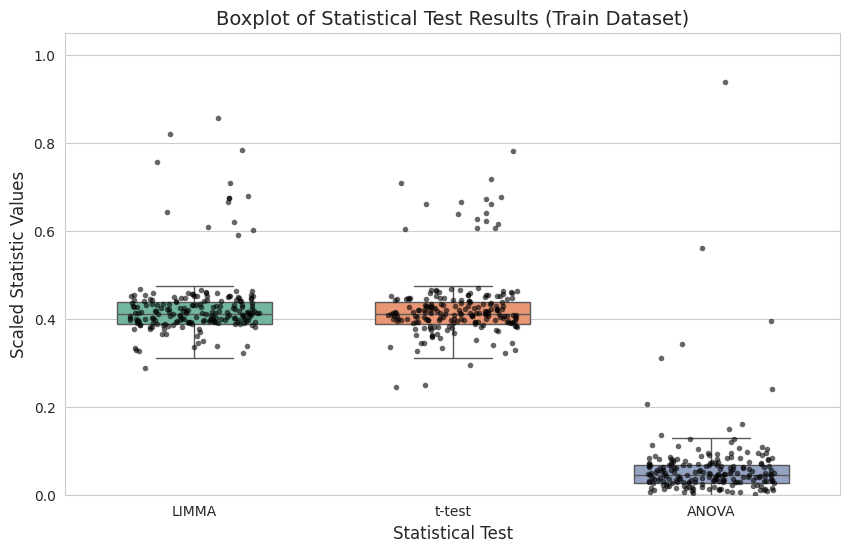 Boxplot of Statistical Test Results (Train Dataset)
Scaled Statistic Values
1.0
0.8
0.6
0.4
0.2
0.0
LIMMA
t-test
ANOVA
Statistical Test